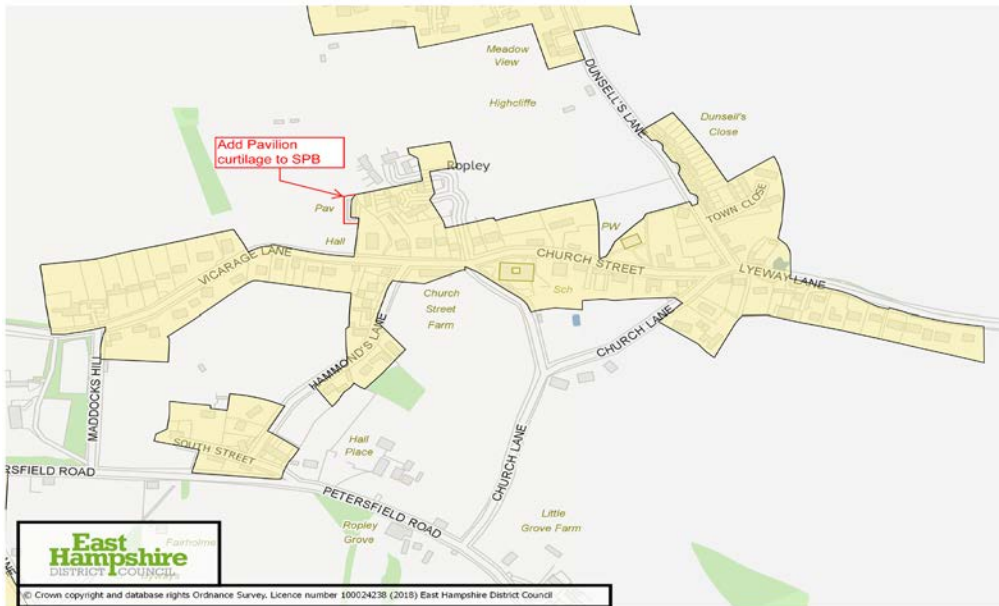 Meadow
View
DUNSELL'S LANE
Highcliffe
Dunsell's
Close
Add Pavilion
curtilage to SPB
Ropley
Pav
TOWN CLOSE
PW
Hall
VICARAGE LANE
CHURCH STREET
LYEWAY LANE
Sch
Church
Street
Farm
HAMMOND'S LANE
CHURCH LANE
MADDOCKS HILL
SOUTH STREET
Hall
Place
CHURCH LANE
RSFIELD ROAD
PETERSFIELD ROAD
Little
Grove Farm
Ropley
Grove
Fairholme
East
Hampshire
DISTRICT COUNCIL
© Crown copyright and database rights Ordnance Survey. Licence number 100024238 (2018) East Hampshire District Council